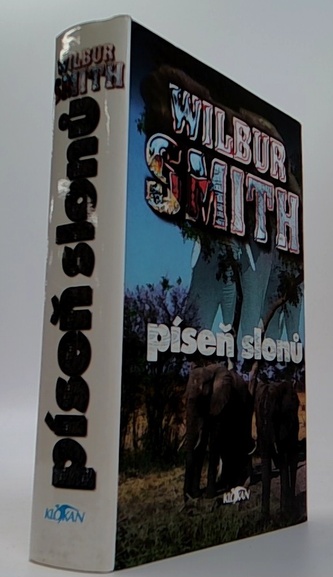 WILBUR
SMITH
píseň slonů
KLOKAN
WILBUR
SMITH
píseň slonů
KLOKAN